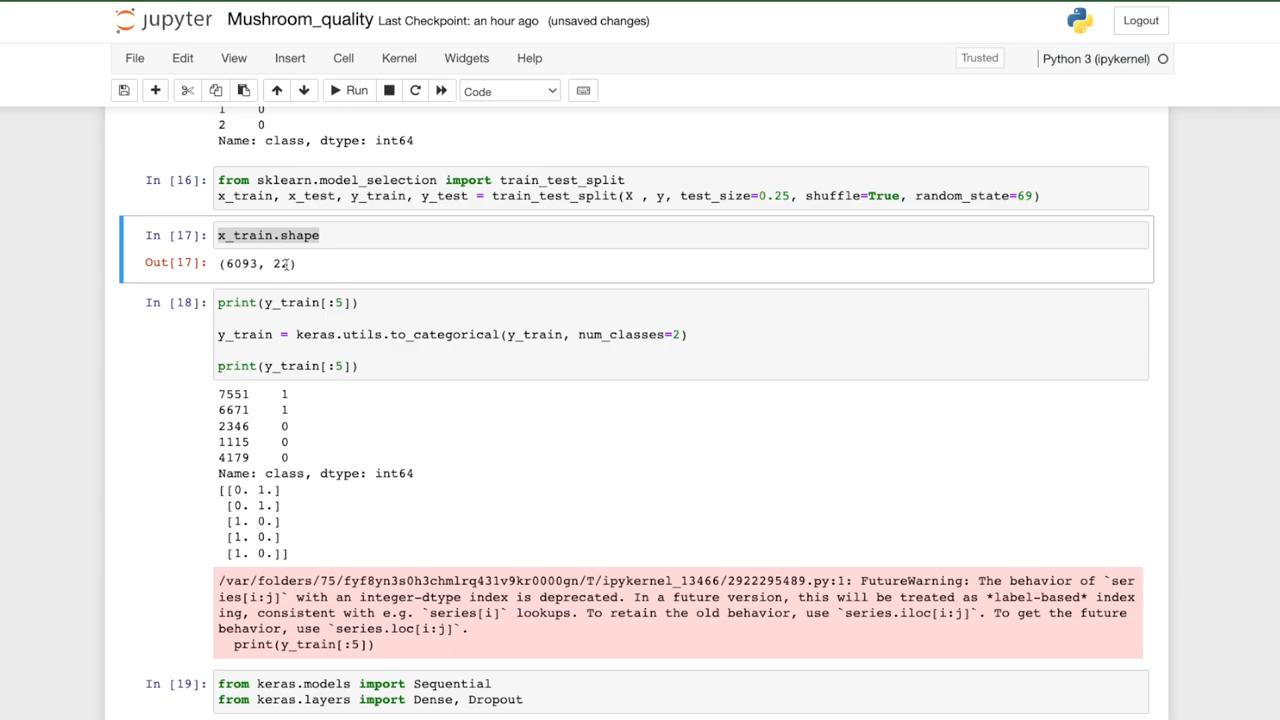 jupyter Mushroom_quality Last Checkpoint: an hour ago (unsaved changes) Logout
File Edit View Insert Cell Kernel Widgets Help Trusted Python 3 (ipykernel)
Run Code
1 0
2 0
Name: class, dtype: int64
In [16]: from sklearn.model_selection import train_test_split
x_train, x_test, y_train, y_test = train_test_split(X , y, test_size=0.25, shuffle=True, random_state=69)
In [17]: x_train.shape
Out[17]: (6093, 22)
In [18]: print(y_train[:5])
y_train = keras.utils.to_categorical(y_train, num_classes=2)
print(y_train[:5])
7551 1
6671 1
2346 0
1115 0
4179 0
Name: class, dtype: int64
[[0. 1.]
[0. 1.]
[1. 0.]
[1. 0.]
[1. 0.]]
/var/folders/75/fyf8yn3s0h3chmlrq431v9kr0000gn/T/ipykernel_13466/2922295489.py:1: FutureWarning: The behavior of `ser
ies[i:j]` with an integer-dtype index is deprecated. In a future version, this will be treated as *label-based* index
ing, consistent with e.g. `series[i]` lookups. To retain the old behavior, use `series.iloc[i:j]`. To get the future
behavior, use `series.loc[i:j]`.
print(y_train[:5])
In [19]: from keras.models import Sequential
from keras.layers import Dense, Dropout